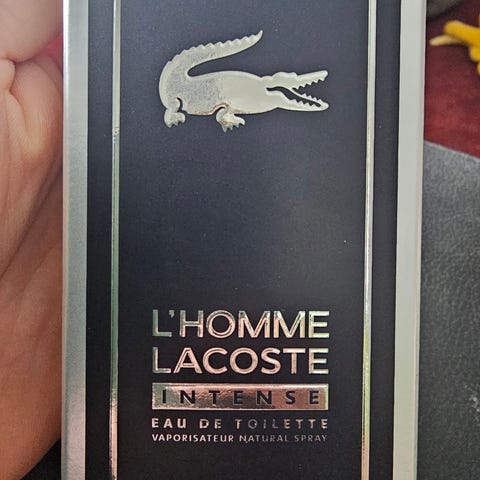 L'HOMME
LACOSTE
INTENSE
EAU DE TOILETTE
VAPORISATEUR NATURAL SPRAY